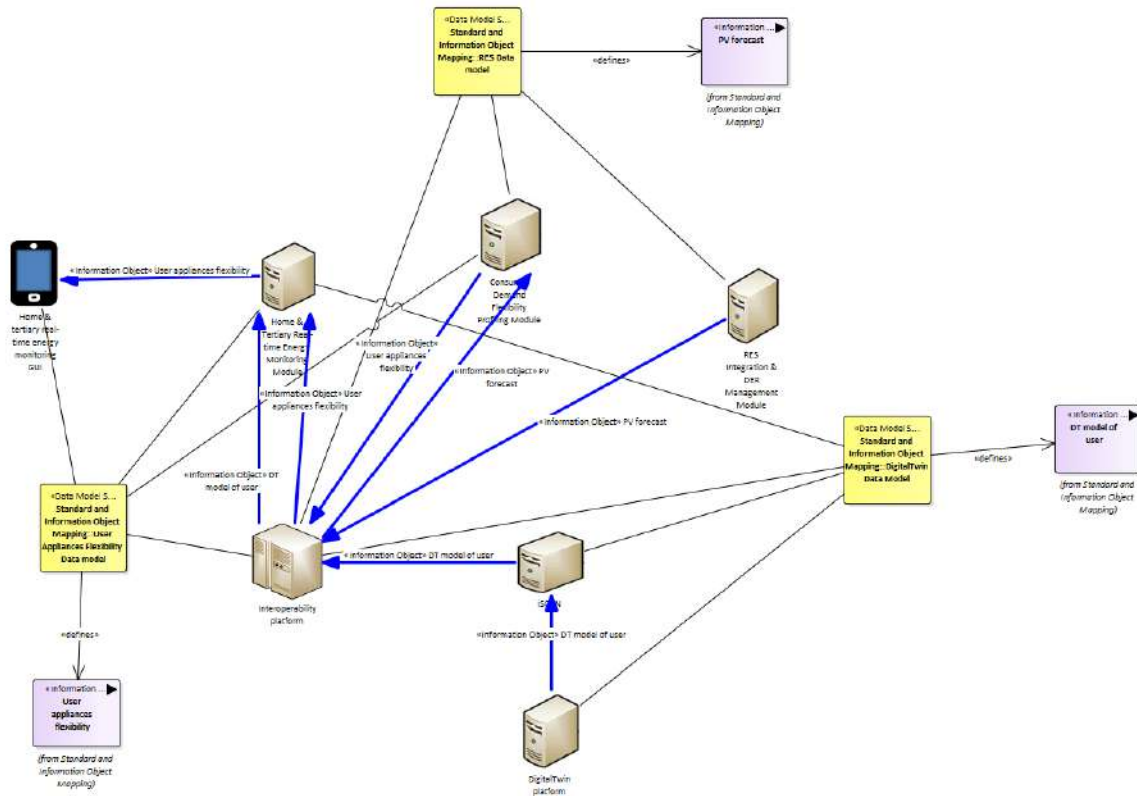 «Data Model S...
Standard and
Information Object
Mapping::RES Data
model
«Information ...
PV forecast
«defines»
(from Standard and
Information Object
Mapping)
«Information Object» User appliances flexibility
Home &
tertiary real-
time energy
monitoring
GUI
Home &
Tertiary Real-
time Energy
Monitoring
Module
Demand
Flexibility
Profiling Module
«Information Object»
User appliances
flexibility
«Information Object» PV
forecast
RES
Integration &
DER
Management
Module
«Information Object» User
appliances flexibility
«Information Object» PV forecast
«Information ...
DT model of
user
«Data Model S...
Standard and
Information Object
Mapping::DigitelTwin
Data Model
«defines»
(from Standard and
Information Object
Mapping)
«Information Object» DT
model of user
«Data Model S...
Standard and
Information Object
Mapping::User
Appliances Flexibility
Data model
«Information Object» DT model of user
Interoperability
platform
«defines»
«Information Object» DT model of user
«Information ...
User
appliances
flexibility
(from Standard and
Information Object
Mapping)
DigitelTwin
platform